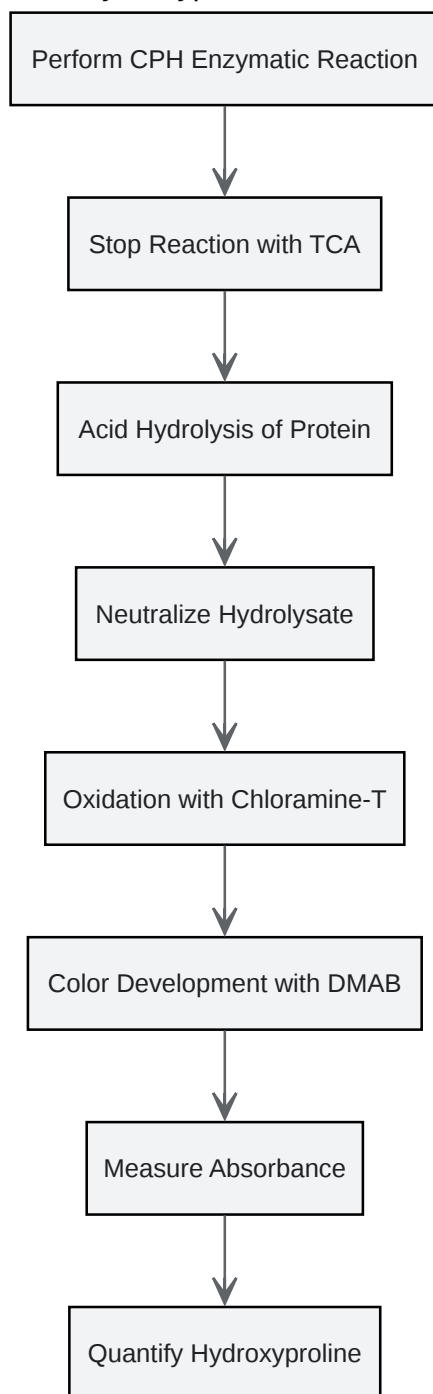 Perform CPH Enzymatic Reaction
Stop Reaction with TCA
Acid Hydrolysis of Protein
Neutralize Hydrolysate
Oxidation with Chloramine-T
Color Development with DMAB
Measure Absorbance
Quantify Hydroxyproline